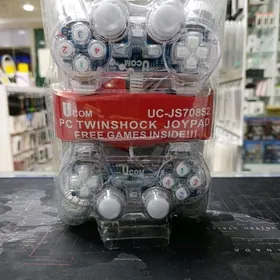 UCOM
UCOM
UC-JS708S2
PC TWINSHOCK JOYPAD
FREE GAMES INSIDE!!!
UCOM